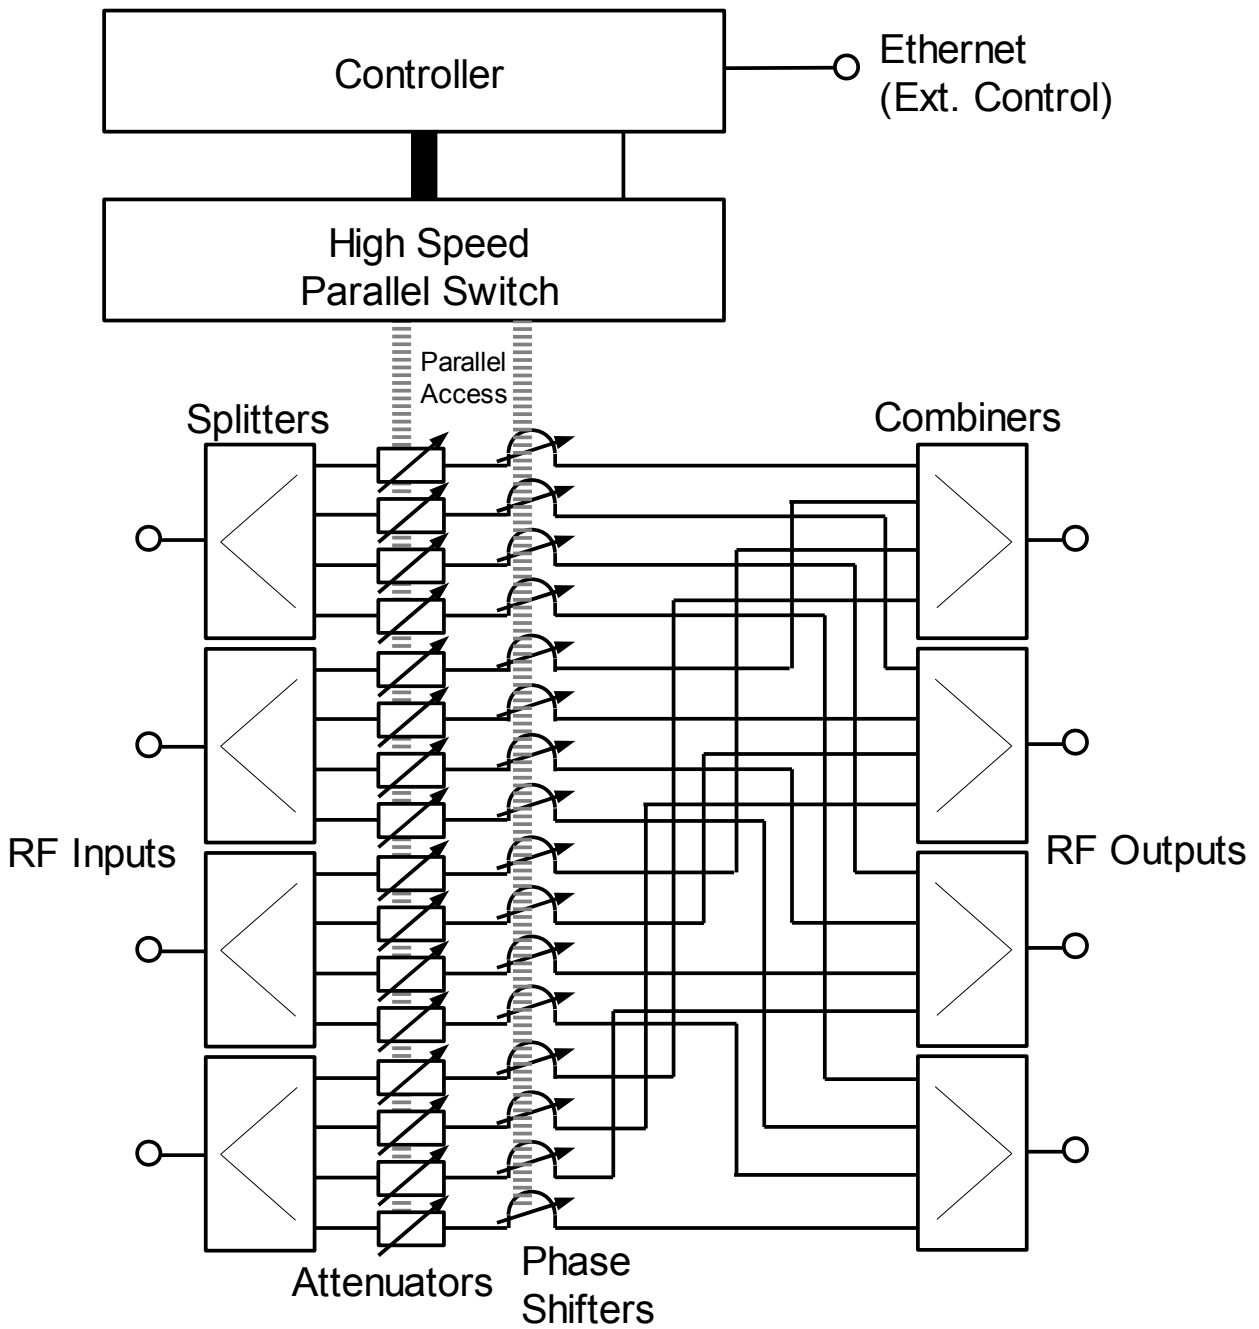 Controller
Ethernet
(Ext. Control)
High Speed
Parallel Switch
Parallel
Access
Splitters
Combiners
RF Inputs
RF Outputs
Attenuators
Phase
Shifters